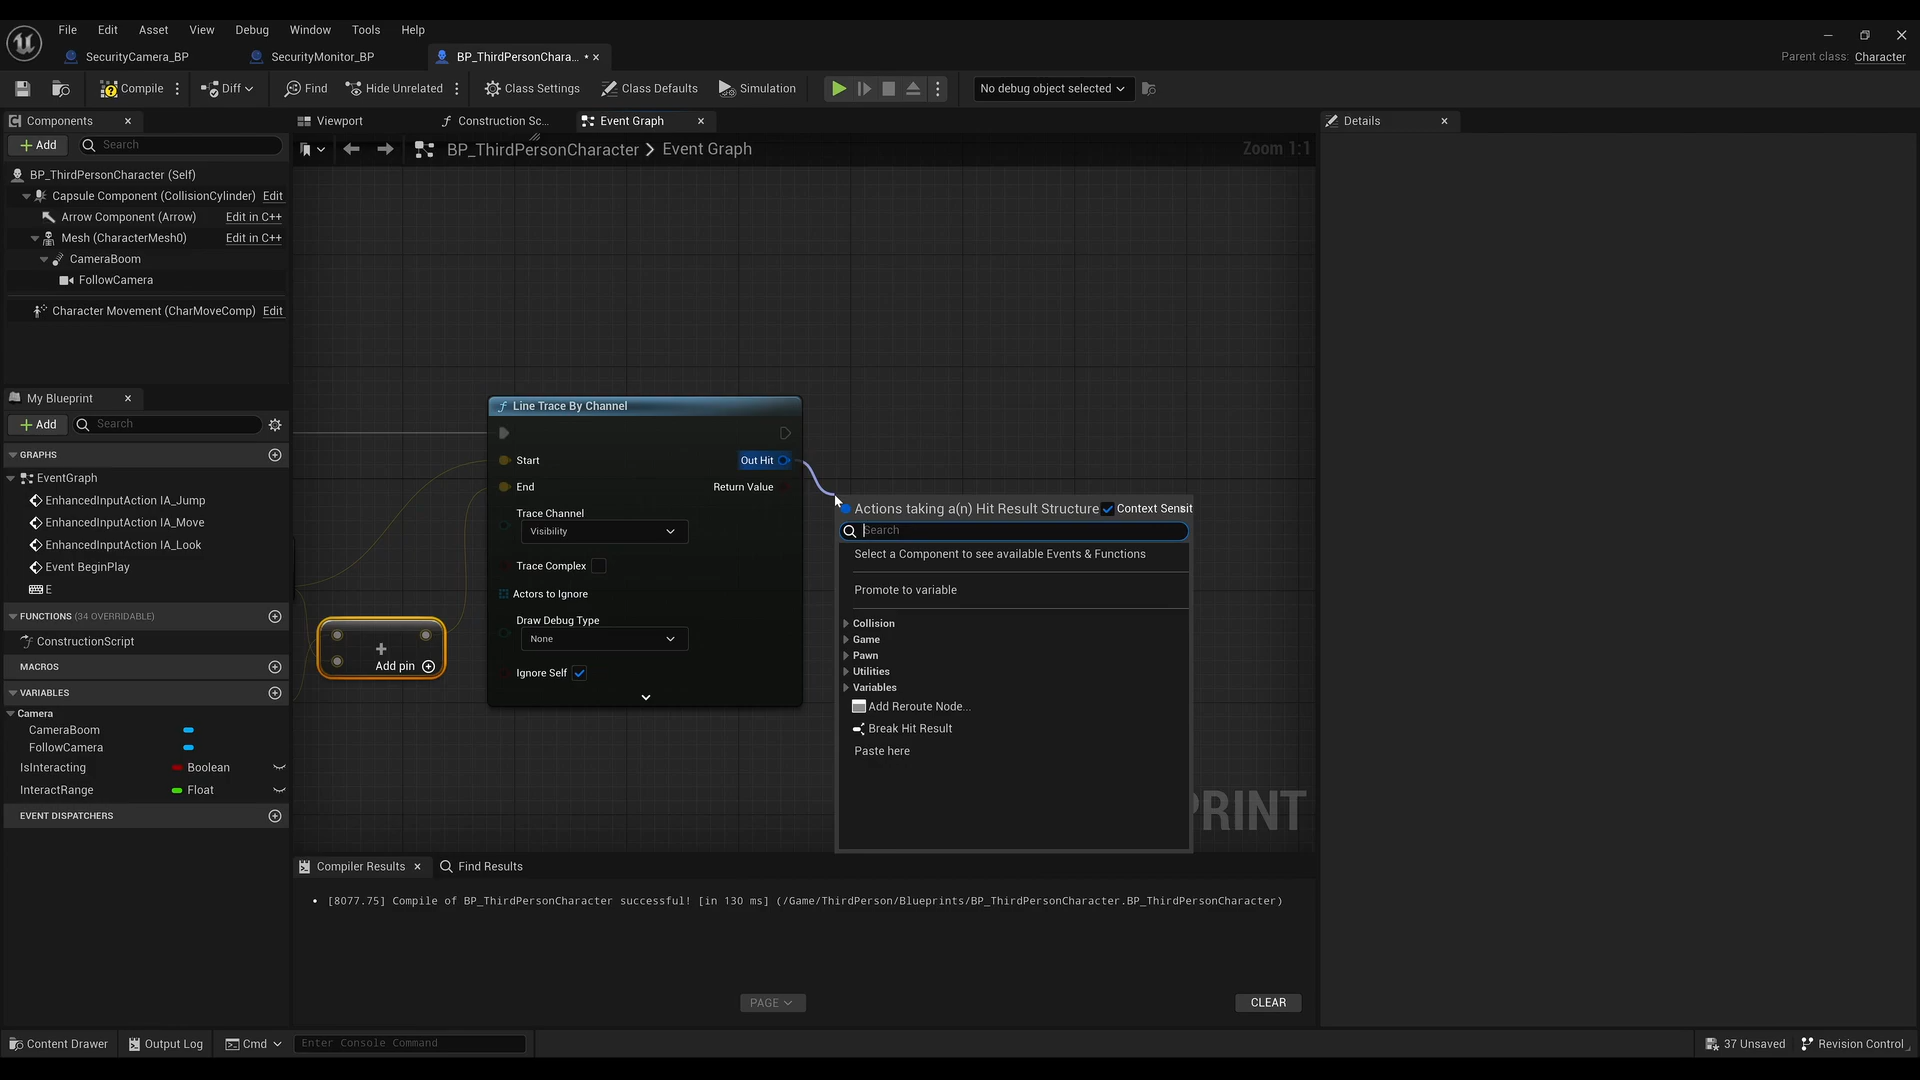 File Edit Asset View Debug Window Tools Help
SecurityCamera_BP SecurityMonitor_BP BP_ThirdPersonChara... *
Parent class: Character
Compile Diff Find Hide Unrelated Class Settings Class Defaults Simulation No debug object selected
Components Viewport Construction Sc... Event Graph Details
Add Search BP_ThirdPersonCharacter > Event Graph Zoom 1:1
BP_ThirdPersonCharacter (Self)
Capsule Component (CollisionCylinder) Edit
Arrow Component (Arrow) Edit in C++
Mesh (CharacterMesh0) Edit in C++
CameraBoom
FollowCamera
Character Movement (CharMoveComp) Edit
My Blueprint
Add Search
GRAPHS
EventGraph
EnhancedInputAction IA_Jump
EnhancedInputAction IA_Move
EnhancedInputAction IA_Look
Event BeginPlay
E
FUNCTIONS (34 OVERRIDABLE)
ConstructionScript
MACROS
VARIABLES
Camera
CameraBoom
FollowCamera
IsInteracting Boolean
InteractRange Float
EVENT DISPATCHERS
Add pin
Line Trace By Channel
Start Out Hit
End Return Value
Trace Channel
Visibility
Trace Complex
Actors to Ignore
Draw Debug Type
None
Ignore Self
Actions taking a(n) Hit Result Structure Context Sensit
Search
Select a Component to see available Events & Functions
Promote to variable
Collision
Game
Pawn
Utilities
Variables
Add Reroute Node...
Break Hit Result
Paste here
PRINT
Compiler Results Find Results
[8077.75] Compile of BP_ThirdPersonCharacter successful! [in 130 ms] (/Game/ThirdPerson/Blueprints/BP_ThirdPersonCharacter.BP_ThirdPersonCharacter)
PAGE CLEAR
Content Drawer Output Log Cmd Enter Console Command 37 Unsaved Revision Control